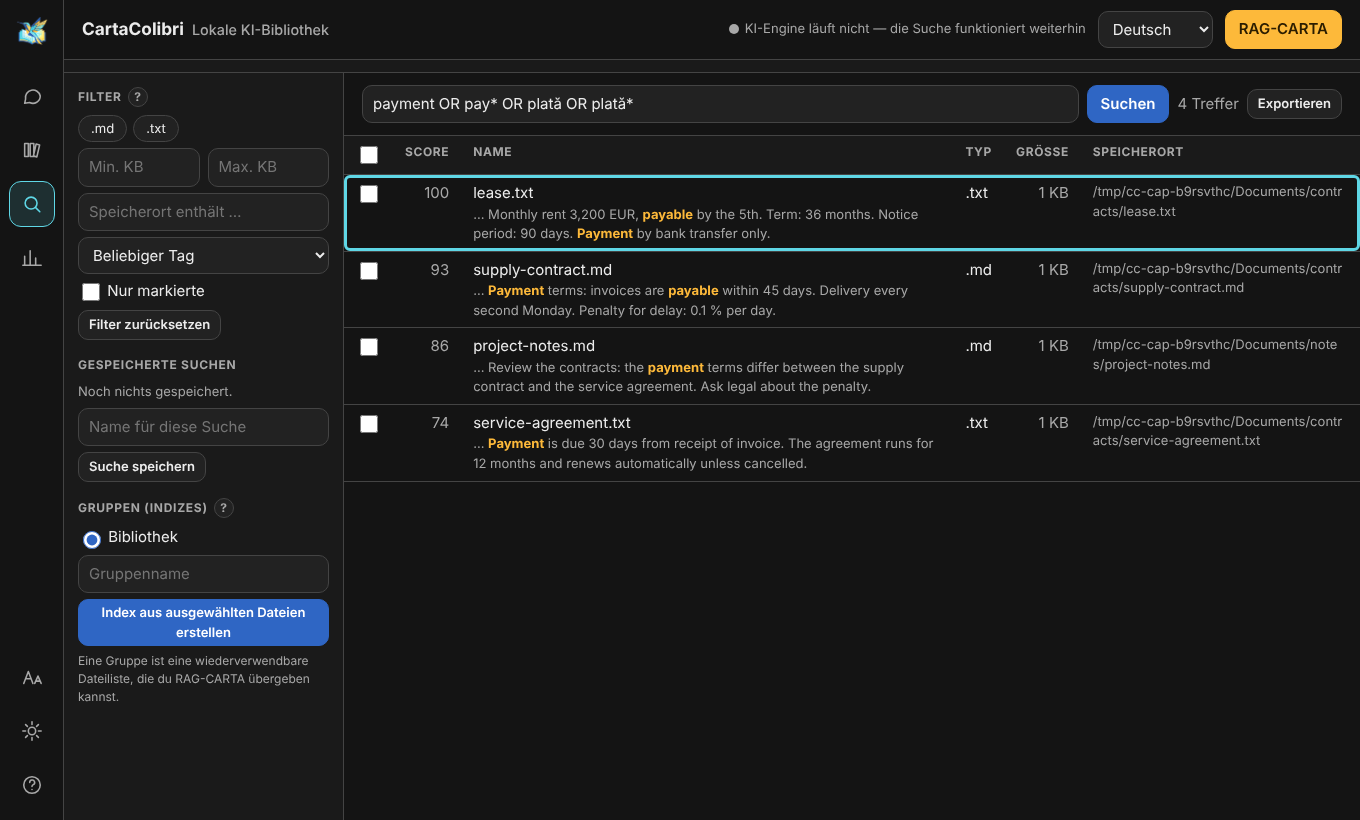 CartaColibri Lokale KI-Bibliothek
KI-Engine läuft nicht — die Suche funktioniert weiterhin
Deutsch
RAG-CARTA
FILTER ?
.md .txt
Min. KB Max. KB
Speicherort enthält ...
Beliebiger Tag
Nur markierte
Filter zurücksetzen
GESPEICHERTE SUCHEN
Noch nichts gespeichert.
Name für diese Suche
Suche speichern
GRUPPEN (INDIZES) ?
Bibliothek
Gruppenname
Index aus ausgewählten Dateien
erstellen
Eine Gruppe ist eine wiederverwendbare
Dateiliste, die du RAG-CARTA übergeben
kannst.
AA
payment OR pay* OR plată OR plată*
Suchen
4 Treffer
Exportieren
SCORE NAME TYP GRÖSSE SPEICHERORT
100 lease.txt .txt 1 KB /tmp/cc-cap-b9rsvthc/Documents/contr
acts/lease.txt
... Monthly rent 3,200 EUR, payable by the 5th. Term: 36 months. Notice
period: 90 days. Payment by bank transfer only.
93 supply-contract.md .md 1 KB /tmp/cc-cap-b9rsvthc/Documents/contr
acts/supply-contract.md
... Payment terms: invoices are payable within 45 days. Delivery every
second Monday. Penalty for delay: 0.1 % per day.
86 project-notes.md .md 1 KB /tmp/cc-cap-b9rsvthc/Documents/note
s/project-notes.md
... Review the contracts: the payment terms differ between the supply
contract and the service agreement. Ask legal about the penalty.
74 service-agreement.txt .txt 1 KB /tmp/cc-cap-b9rsvthc/Documents/contr
acts/service-agreement.txt
... Payment is due 30 days from receipt of invoice. The agreement runs for
12 months and renews automatically unless cancelled.